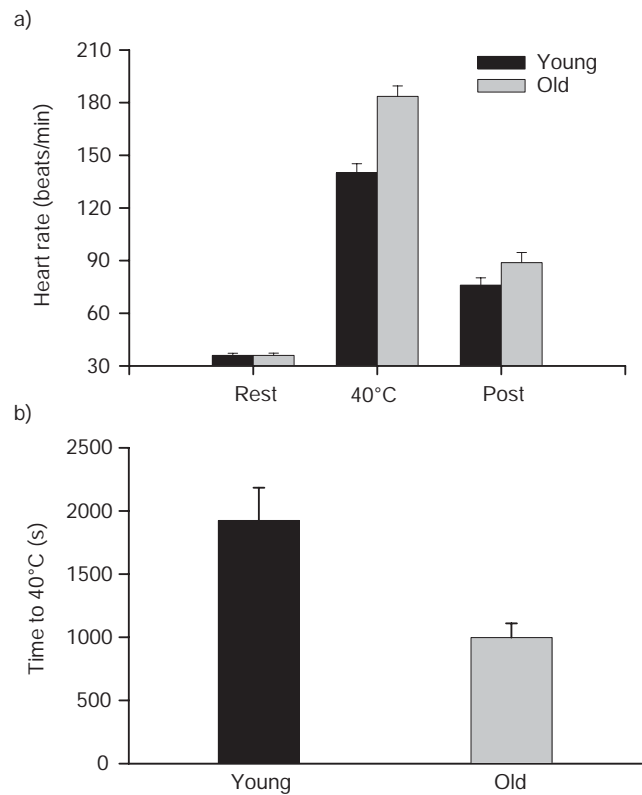 a)
Heart rate (beats/min)
210
180
150
120
90
60
30
Young
Old
Rest 40°C Post
b)
Time to 40°C (s)
2500
2000
1500
1000
500
0
Young Old